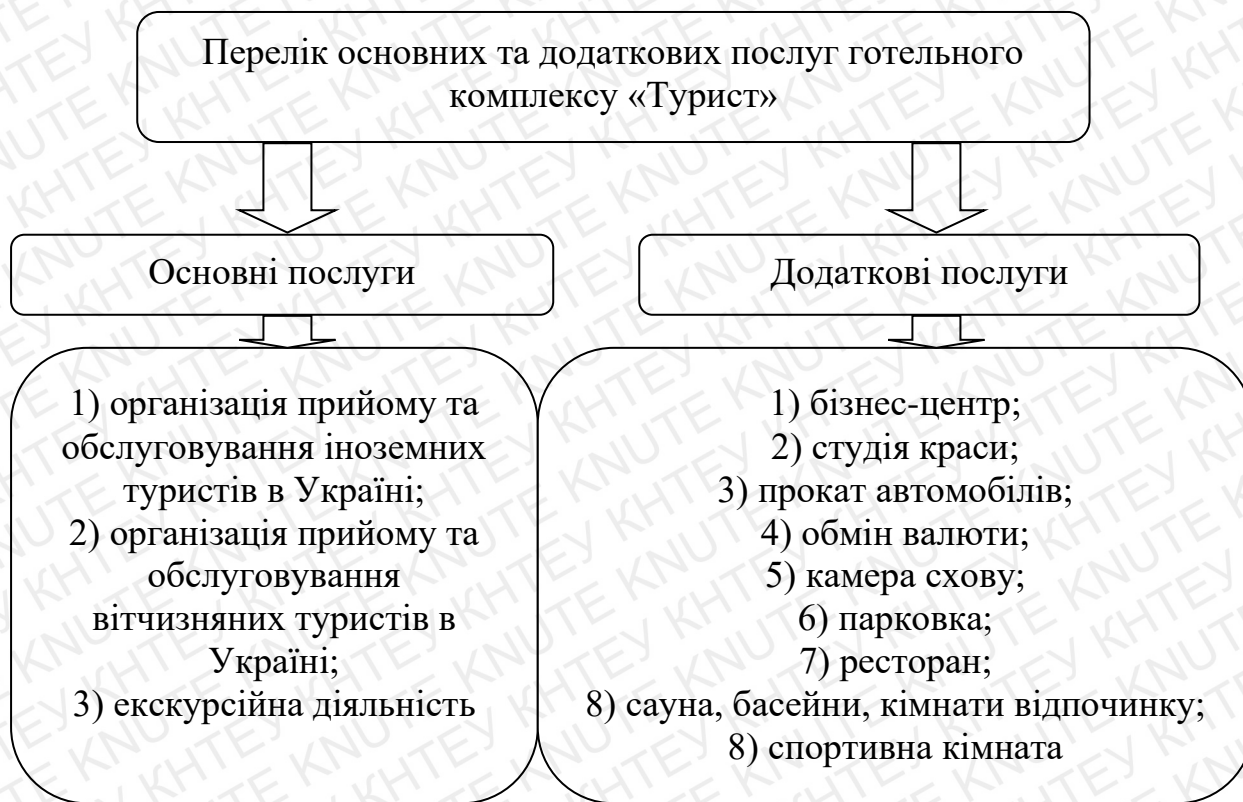 Перелік основних та додаткових послуг готельного
комплексу «Турист»
Основні послуги
Додаткові послуги
1) організація прийому та
обслуговування іноземних
туристів в Україні;
2) організація прийому та
обслуговування
вітчизняних туристів в
Україні;
3) екскурсійна діяльність
1) бізнес-центр;
2) студія краси;
3) прокат автомобілів;
4) обмін валюти;
5) камера схову;
6) парковка;
7) ресторан;
8) сауна, басейни, кімнати відпочинку;
8) спортивна кімната